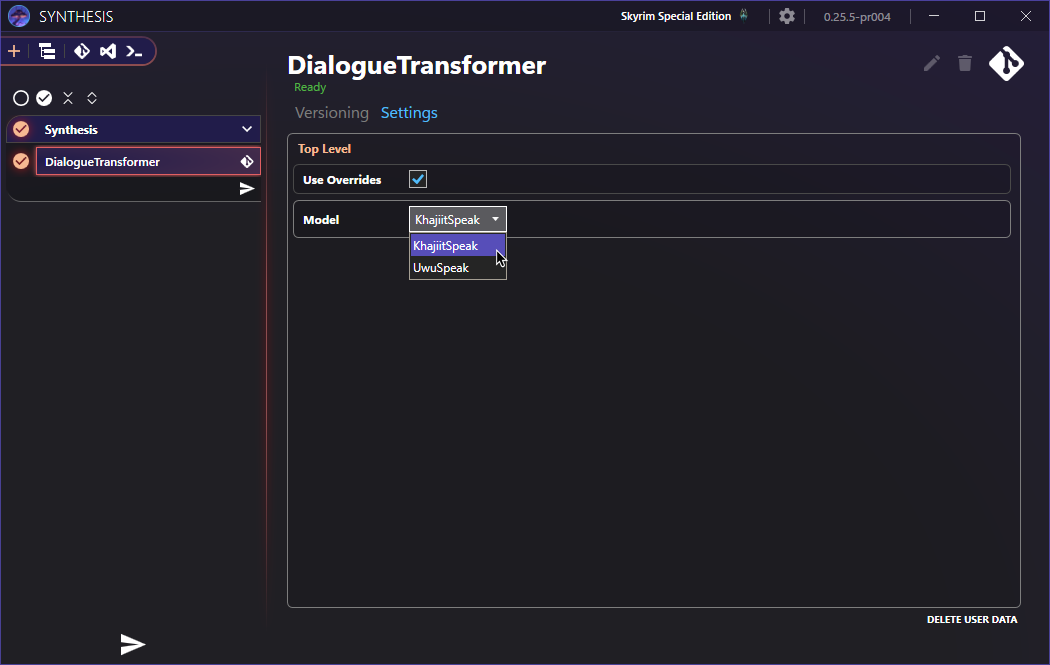 SYNTHESIS
Skyrim Special Edition
0.25.5-pr004
DialogueTransformer
Ready
Versioning Settings
Synthesis
DialogueTransformer
Top Level
Use Overrides
Model KhajiitSpeak
KhajiitSpeak
UwuSpeak
DELETE USER DATA